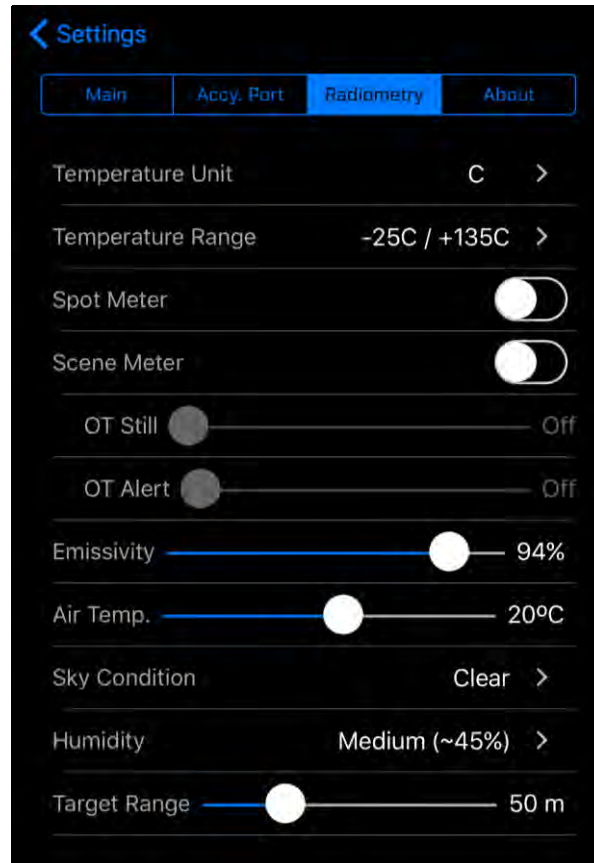 Settings
Main Accy. Port Radiometry About
Temperature Unit C
Temperature Range -25C / +135C
Spot Meter
Scene Meter
OT Still Off
OT Alert Off
Emissivity 94%
Air Temp. 20ºC
Sky Condition Clear
Humidity Medium (~45%)
Target Range 50 m